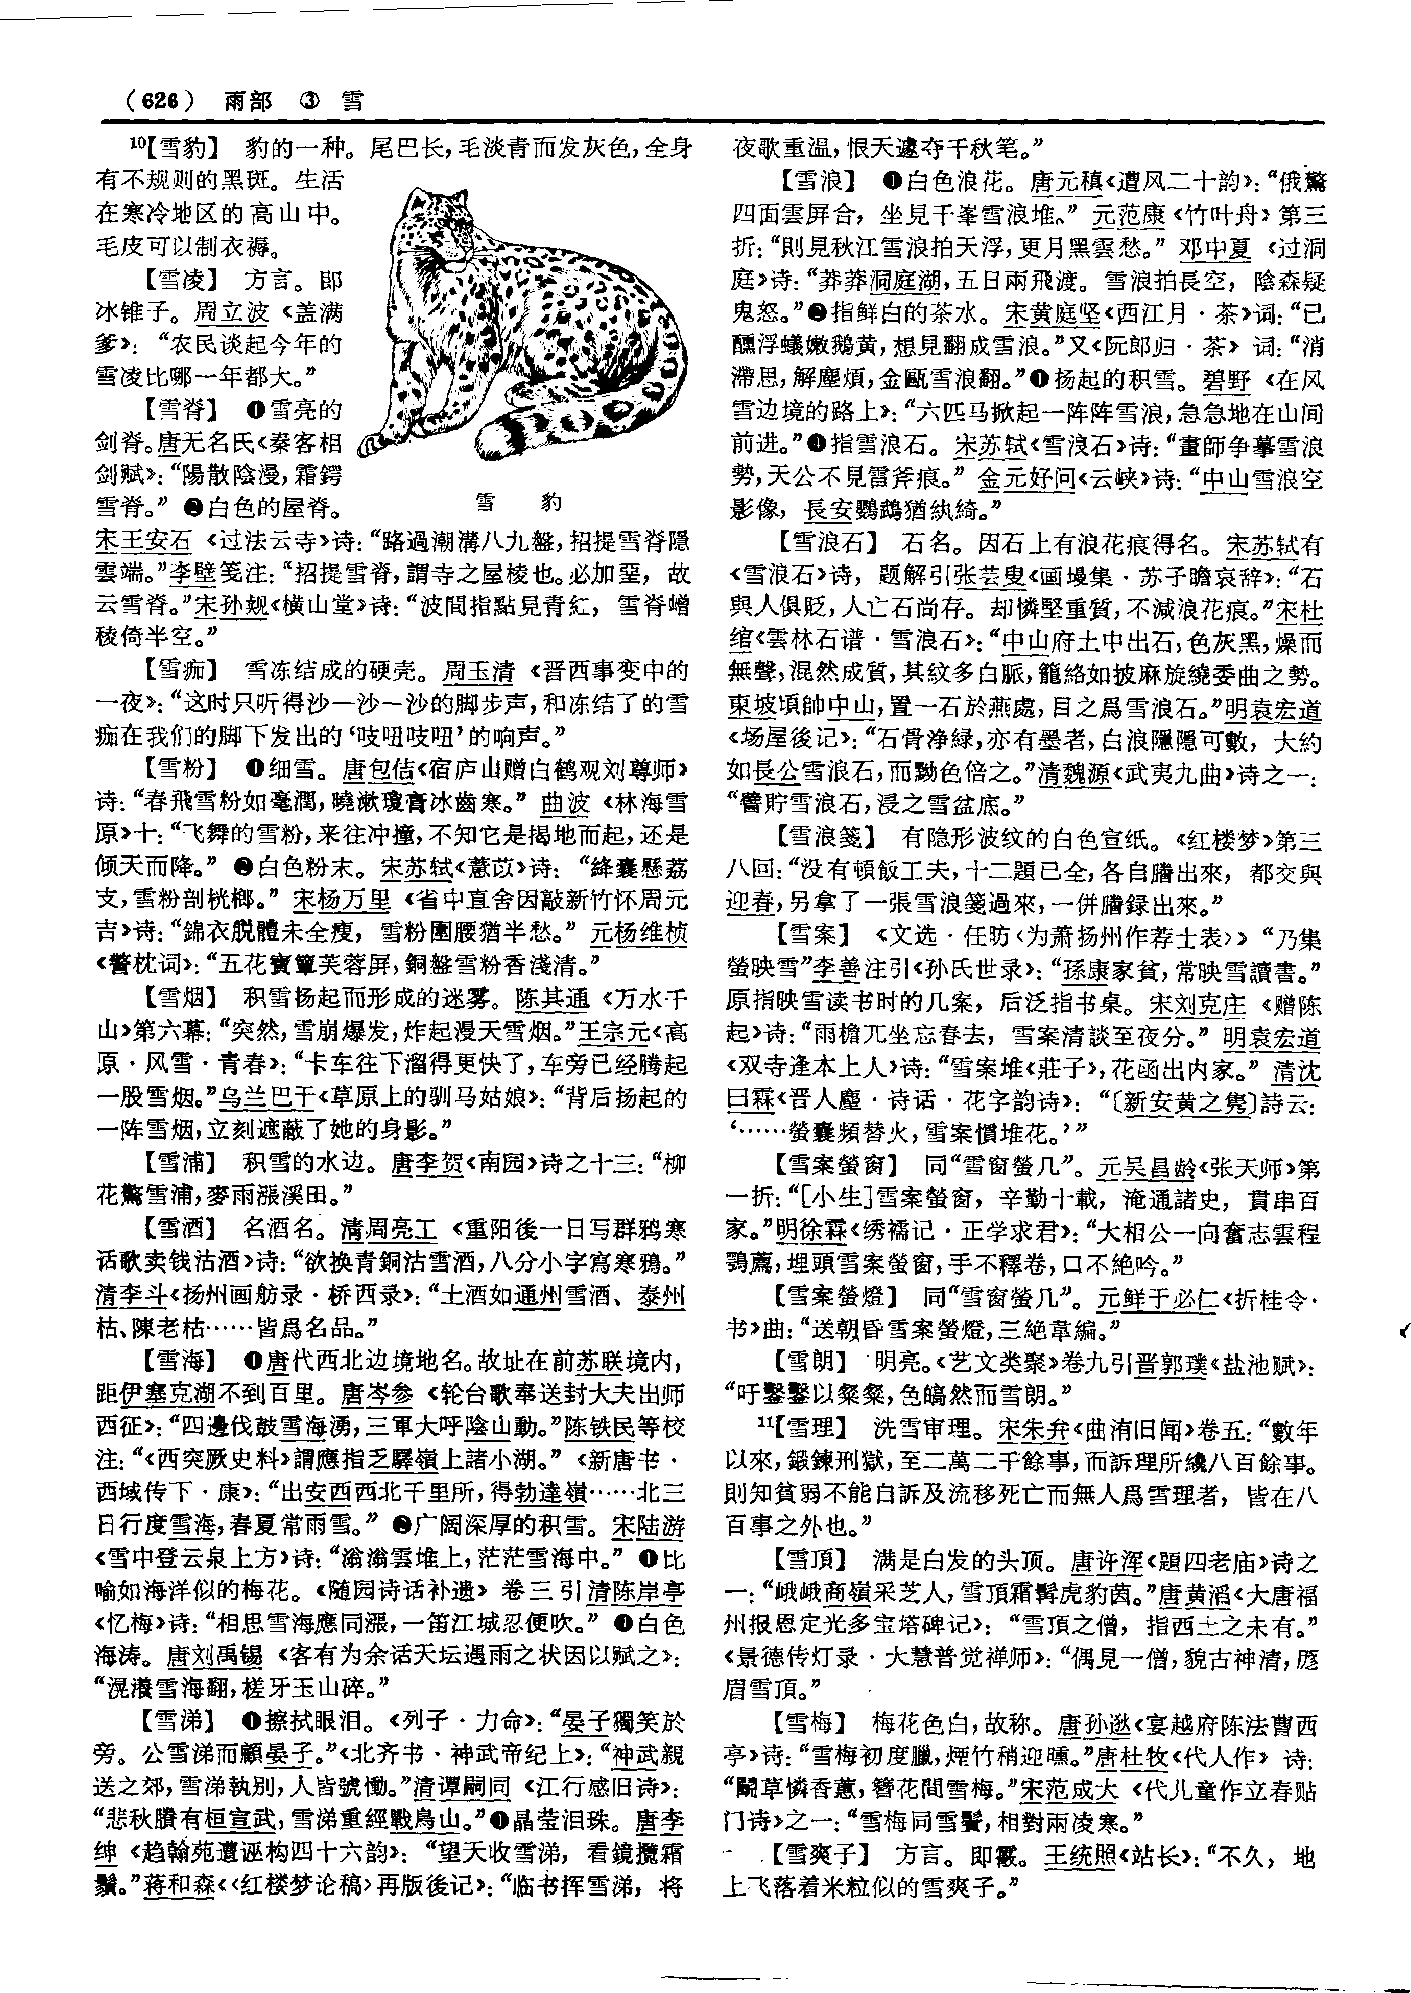 （626） 雨部 ③ 雪
¹⁰【雪豹】 豹的一种。尾巴长，毛淡青而发灰色，全身
有不规则的黑斑。生活
在寒冷地区的高山中。
毛皮可以制衣褥。
【雪凌】 方言。即
冰锥子。周立波《盖满
爹》：“农民谈起今年的
雪凌比哪一年都大。”
【雪脊】 ❶雪亮的
剑脊。唐无名氏《秦客相
剑赋》：“陽散陰漫，霜鍔
雪脊。” ❷白色的屋脊。
雪 豹
宋王安石《过法云寺》诗：“路過潮溝八九盤，招提雪脊隱
雲端。”李壁笺注：“招提雪脊，謂寺之屋棱也。必加堊，故
云雪脊。”宋孙觌《横山堂》诗：“波間指點見青紅，雪脊嶒
稜倚半空。”
【雪痂】 雪冻结成的硬壳。周玉清《晋西事变中的
一夜》：“这时只听得沙—沙—沙的脚步声，和冻结了的雪
痂在我们的脚下发出的‘吱吜吱吜’的响声。”
【雪粉】 ❶细雪。唐包佶《宿庐山赠白鹤观刘尊师》
诗：“春飛雪粉如毫潤，曉漱瓊膏冰齒寒。” 曲波《林海雪
原》十：“飞舞的雪粉，来往冲撞，不知它是揭地而起，还是
倾天而降。” ❷白色粉末。宋苏轼《薏苡》诗：“絳囊懸荔
支，雪粉剖桄榔。” 宋杨万里《省中直舍因敲新竹怀周元
吉》诗：“錦衣脱體未全瘦，雪粉團腰猶半愁。” 元杨维桢
《警枕词》：“五花寳簟芙蓉屏，銅盤雪粉香淺清。”
【雪烟】 积雪扬起而形成的迷雾。陈其通《万水千
山》第六幕：“突然，雪崩爆发，炸起漫天雪烟。”王宗元《高
原·风雪·青春》：“卡车往下溜得更快了，车旁已经腾起
一股雪烟。”乌兰巴干《草原上的驯马姑娘》：“背后扬起的
一阵雪烟，立刻遮蔽了她的身影。”
【雪浦】 积雪的水边。唐李贺《南园》诗之十三：“柳
花驚雪浦，麥雨漲溪田。”
【雪酒】 名酒名。清周亮工《重阳後一日写群鸦寒
话歌卖钱沽酒》诗：“欲换青銅沽雪酒，八分小字寫寒鴉。”
清李斗《扬州画舫录·桥西录》：“土酒如通州雪酒、泰州
枯、陳老枯……皆爲名品。”
【雪海】 ❶唐代西北边境地名。故址在前苏联境内，
距伊塞克湖不到百里。唐岑参《轮台歌奉送封大夫出师
西征》：“四邊伐鼓雪海湧，三軍大呼陰山動。”陈铁民等校
注：“《西突厥史料》謂應指乏驛嶺上諸小湖。”《新唐书·
西域传下·康》：“出安西西北千里所，得勃達嶺……北三
日行度雪海，春夏常雨雪。” ❷广阔深厚的积雪。宋陆游
《雪中登云泉上方》诗：“滃滃雲堆上，茫茫雪海中。” ❸比
喻如海洋似的梅花。《随园诗话补遗》卷三引清陈岸亭
《忆梅》诗：“相思雪海應同漲，一笛江城忍便吹。” ❹白色
海涛。唐刘禹锡《客有为余话天坛遇雨之状因以赋之》：
“滉瀁雪海翻，槎牙玉山碎。”
【雪涕】 ❶擦拭眼泪。《列子·力命》：“晏子獨笑於
旁。公雪涕而顧晏子。”《北齐书·神武帝纪上》：“神武親
送之郊，雪涕執别，人皆號慟。”清谭嗣同《江行感旧诗》：
“悲秋賸有桓宣武，雪涕重經戰鳥山。”❷晶莹泪珠。唐李
绅《趋翰苑遭诬构四十六韵》：“望天收雪涕，看鏡攬霜
鬚。”蒋和森《〈红楼梦论稿〉再版後记》：“临书挥雪涕，将
夜歌重温，恨天遽夺千秋笔。”
【雪浪】 ❶白色浪花。唐元稹《遭风二十韵》：“俄驚
四面雲屏合，坐見千峯雪浪堆。” 元范康《竹叶舟》第三
折：“則見秋江雪浪拍天浮，更月黑雲愁。” 邓中夏《过洞
庭》诗：“莽莽洞庭湖，五日兩飛渡。雪浪拍長空，陰森疑
鬼怒。”❷指鲜白的茶水。宋黄庭坚《西江月·茶》词：“已
醺浮蟻嫩鵝黄，想見翻成雪浪。”又《阮郎归·茶》词：“消
滯思，解塵煩，金甌雪浪翻。”❸扬起的积雪。碧野《在风
雪边境的路上》：“六匹马掀起一阵阵雪浪，急急地在山间
前进。”❹指雪浪石。宋苏轼《雪浪石》诗：“畫師争摹雪浪
勢，天公不見雷斧痕。” 金元好问《云峡》诗：“中山雪浪空
影像，長安鸚鵡猶紈綺。”
【雪浪石】 石名。因石上有浪花痕得名。宋苏轼有
《雪浪石》诗，题解引张芸叟《画墁集·苏子瞻哀辞》：“石
與人俱貶，人亡石尚存。却憐堅重質，不減浪花痕。”宋杜
绾《雲林石谱·雪浪石》：“中山府土中出石，色灰黑，燥而
無聲，混然成質，其紋多白脈，籠絡如披麻旋繞委曲之勢。
東坡頃帥中山，置一石於燕處，目之爲雪浪石。”明袁宏道
《场屋後记》：“石骨净緑，亦有墨者，白浪隱隱可數，大約
如長公雪浪石，而黝色倍之。”清魏源《武夷九曲》诗之一：
“罾貯雪浪石，浸之雪盆底。”
【雪浪箋】 有隐形波纹的白色宣纸。《红楼梦》第三
八回：“没有頓飯工夫，十二題已全，各自謄出來，都交與
迎春，另拿了一張雪浪箋過來，一併謄録出來。”
【雪案】 《文选·任昉〈为萧扬州作荐士表〉》“乃集
螢映雪”李善注引《孙氏世录》：“孫康家貧，常映雪讀書。”
原指映雪读书时的几案，后泛指书桌。宋刘克庄《赠陈
起》诗：“雨檐兀坐忘春去，雪案清談至夜分。” 明袁宏道
《双寺逢本上人》诗：“雪案堆《莊子》，花函出内家。” 清沈
曰霖《晋人麈·诗话·花字韵诗》：“〔新安黄之隽〕詩云：
‘……螢囊頻替火，雪案慣堆花。’”
【雪案螢窗】 同“雪窗螢几”。元吴昌龄《张天师》第
一折：“[小生]雪案螢窗，辛勤十載，淹通諸史，貫串百
家。”明徐霖《绣襦记·正学求君》：“大相公一向奮志雲程
鶚薦，埋頭雪案螢窗，手不釋卷，口不絶吟。”
【雪案螢燈】 同“雪窗螢几”。元鲜于必仁《折桂令·
书》曲：“送朝昏雪案螢燈，三絶韋編。”
【雪朗】 明亮。《艺文类聚》卷九引晋郭璞《盐池赋》：
“吁鑿鑿以粲粲，色皜然而雪朗。”
¹¹【雪理】 洗雪审理。宋朱弁《曲洧旧闻》卷五：“數年
以來，鍛鍊刑獄，至二萬二千餘事，而訴理所纔八百餘事。
則知貧弱不能自訴及流移死亡而無人爲雪理者，皆在八
百事之外也。”
【雪頂】 满是白发的头顶。唐许浑《題四老庙》诗之
一：“峨峨商嶺采芝人，雪頂霜髯虎豹茵。”唐黄滔《大唐福
州报恩定光多宝塔碑记》：“雪頂之僧，指西土之未有。”
《景德传灯录·大慧普觉禅师》：“偶見一僧，貌古神清，厖
眉雪頂。”
【雪梅】 梅花色白，故称。唐孙逖《宴越府陈法曹西
亭》诗：“雪梅初度臘，煙竹稍迎曛。”唐杜牧《代人作》诗：
“鬭草憐香蕙，簪花間雪梅。”宋范成大《代儿童作立春贴
门诗》之一：“雪梅同雪鬢，相對兩凌寒。”
【雪爽子】 方言。即霰。王统照《站长》：“不久，地
上飞落着米粒似的雪爽子。”